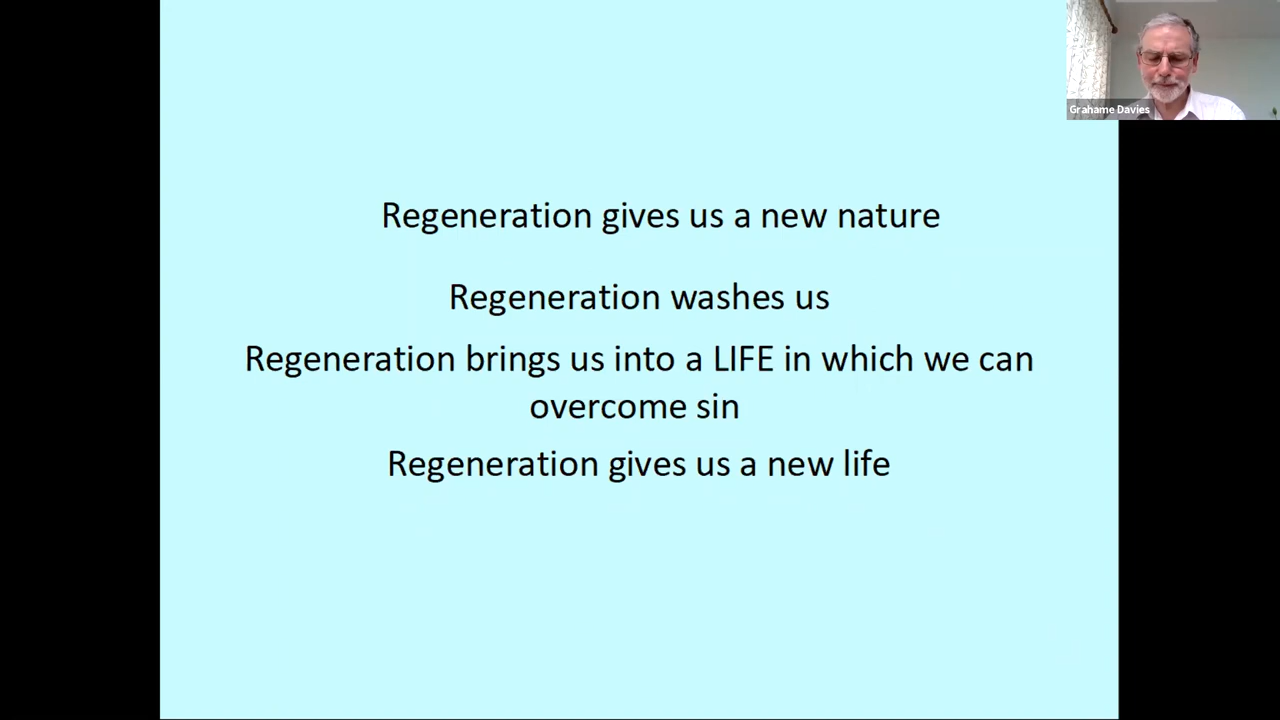 Grahame Davies
Regeneration gives us a new nature
Regeneration washes us
Regeneration brings us into a LIFE in which we can
overcome sin
Regeneration gives us a new life